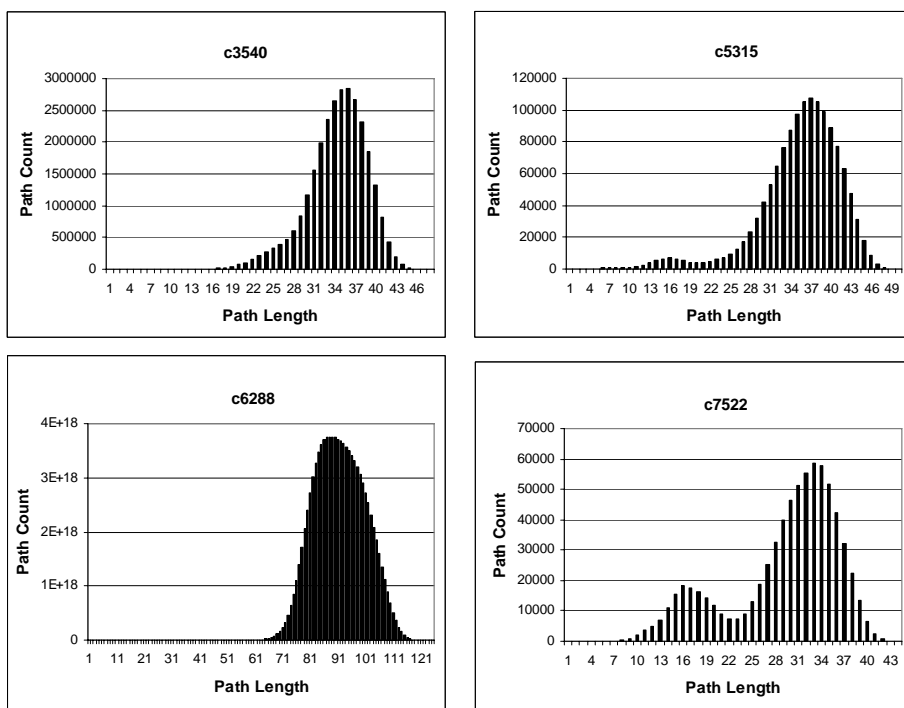 c3540
Path Count
3000000
2500000
2000000
1500000
1000000
500000
0
1 4 7 10 13 16 19 22 25 28 31 34 37 40 43 46
Path Length
c5315
Path Count
120000
100000
80000
60000
40000
20000
0
1 4 7 10 13 16 19 22 25 28 31 34 37 40 43 46 49
Path Length
c6288
Path Count
4E+18
3E+18
2E+18
1E+18
0
1 11 21 31 41 51 61 71 81 91 101 111 121
Path Length
c7522
Path Count
70000
60000
50000
40000
30000
20000
10000
0
1 4 7 10 13 16 19 22 25 28 31 34 37 40 43
Path Length